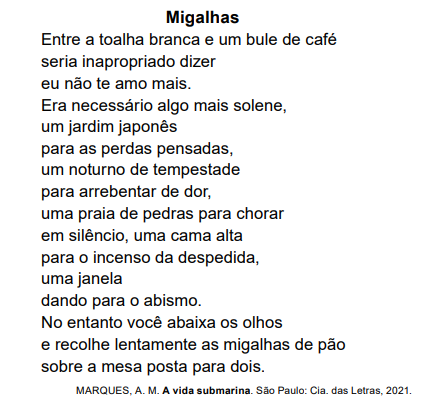 Migalhas
Entre a toalha branca e um bule de café
seria inapropriado dizer
eu não te amo mais.
Era necessário algo mais solene,
um jardim japonês
para as perdas pensadas,
um noturno de tempestade
para arrebentar de dor,
uma praia de pedras para chorar
em silêncio, uma cama alta
para o incenso da despedida,
uma janela
dando para o abismo.
No entanto você abaixa os olhos
e recolhe lentamente as migalhas de pão
sobre a mesa posta para dois.
MARQUES, A. M. A vida submarina. São Paulo: Cia. das Letras, 2021.